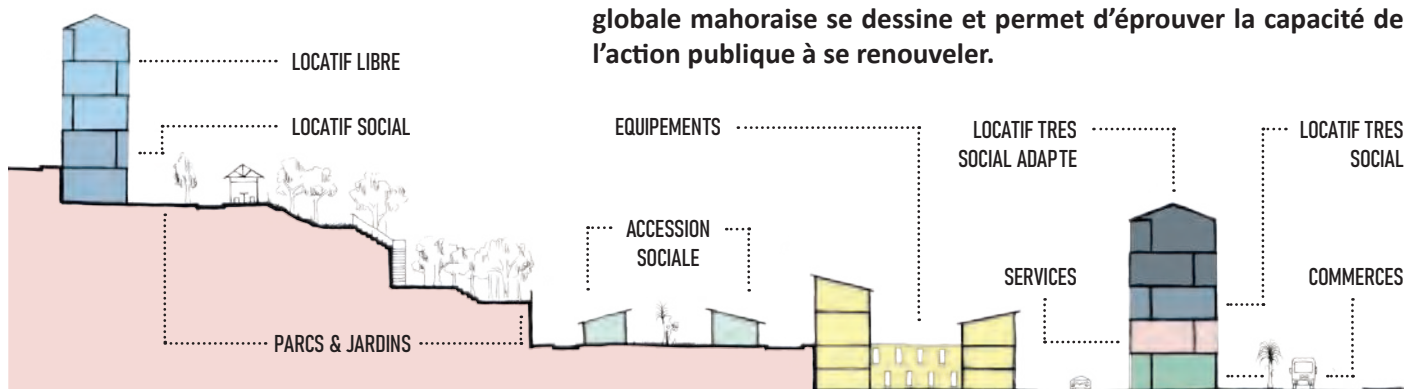 globale mahoraise se dessine et permet d’éprouver la capacité de
l’action publique à se renouveler.
LOCATIF LIBRE
LOCATIF SOCIAL
EQUIPEMENTS
LOCATIF TRES
SOCIAL ADAPTE
LOCATIF TRES
SOCIAL
ACCESSION
SOCIALE
SERVICES
COMMERCES
PARCS & JARDINS